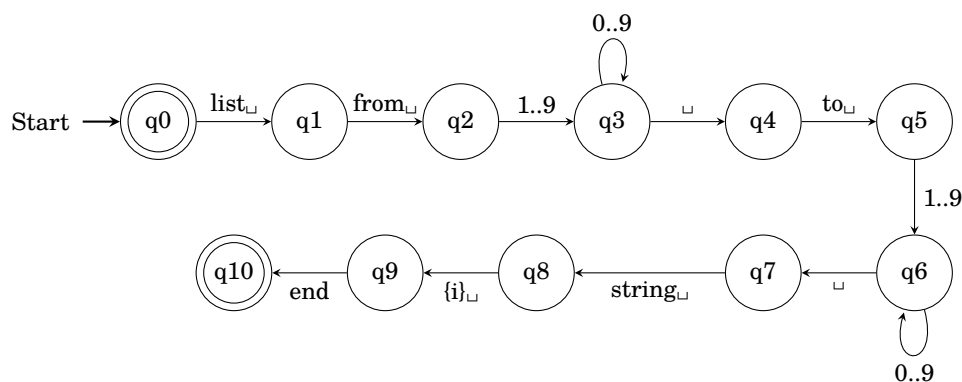 0..9
Start q0 list␣ q1 from␣ q2 1..9 q3 ␣ q4 to␣ q5
1..9
q10 end q9 {i}␣ q8 string␣ q7 ␣ q6
0..9